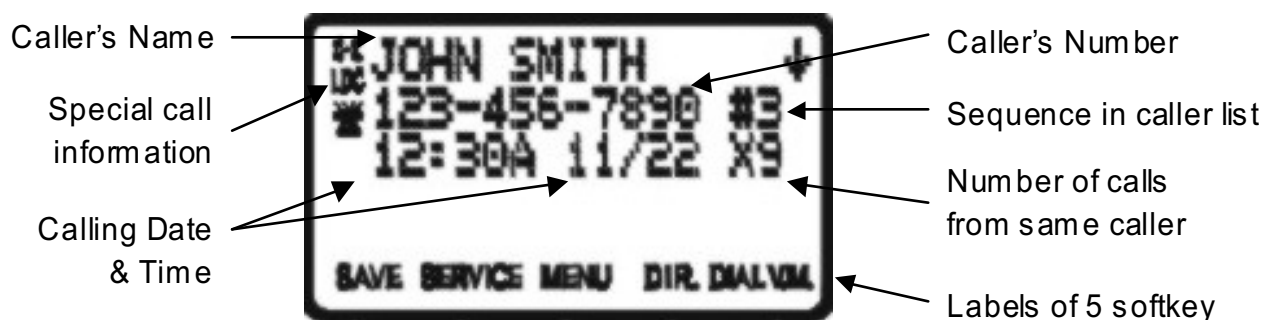 Caller's Name
Special call
information
Calling Date
& Time
JOHN SMITH
LDC
123-456-7890 #3
12:30A 11/22 X9
SAVE SERVICE MENU DIR. DIAL V.M.
Caller's Number
Sequence in caller list
Number of calls
from same caller
Labels of 5 softkey